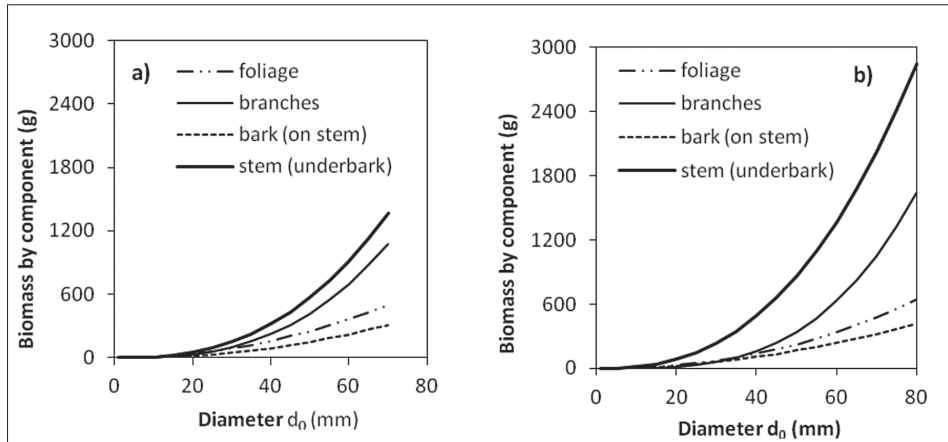 a)
foliage
branches
bark (on stem)
stem (underbark)
3000
2400
1800
1200
600
0
Biomass by component (g)
0 20 40 60 80
Diameter d₀ (mm)
b)
foliage
branches
bark (on stem)
stem (underbark)
3000
2400
1800
1200
600
0
Biomass by component (g)
0 20 40 60 80
Diameter d₀ (mm)